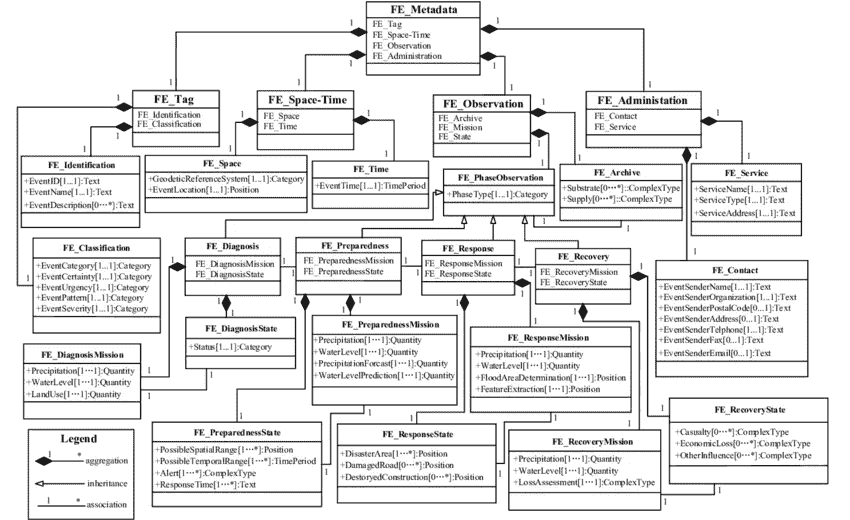 FE_Metadata
FE_Tag
FE_Space-Time
FE_Observation
FE_Administration
FE_Tag
FE_Identification
FE_Classification
FE_Space-Time
FE_Space
FE_Time
FE_Observation
FE_Archive
FE_Mission
FE_State
FE_Administation
FE_Contact
FE_Service
FE_Identification
+EventID[1...1]:Text
+EventName[1...1]:Text
+EventDescription[0···*]:Text
FE_Space
+GeodeticReferenceSystem[1...1]:Category
+EventLocation[1...1]:Position
FE_Time
+EventTime[1...1]:TimePeriod
FE_PhaseObservation
+PhaseType[1...1]:Category
FE_Archive
+Substrate[0···*]::ComplexType
+Supply[0···*]::ComplexType
FE_Service
+ServiceName[1...1]:Text
+ServiceType[1...1]:Text
+ServiceAddress[1...1]:Text
FE_Classification
+EventCategory[1...1]:Category
+EventCertainty[1...1]:Category
+EventUrgency[1...1]:Category
+EventPattern[1...1]:Category
+EventSeverity[1...1]:Category
FE_Diagnosis
FE_DiagnosisMission
FE_DiagnosisState
FE_Preparedness
FE_PreparednessMission
FE_PreparednessState
FE_Response
FE_ResponseMission
FE_ResponseState
FE_Recovery
FE_RecoveryMission
FE_RecoveryState
FE_Contact
+EventSenderName[1...1]:Text
+EventSenderOrganization[1...1]:Text
+EventSenderPostalCode[0...1]:Text
+EventSenderAddress[0...1]:Text
+EventSenderTelphone[1...1]:Text
+EventSenderFax[0...1]:Text
+EventSenderEmail[0...1]:Text
FE_DiagnosisState
+Status[1...1]:Category
FE_PreparednessMission
+Precipitation[1···1]:Quantity
+WaterLevel[1···1]:Quantity
+PrecipitationForcast[1···1]:Quantity
+WaterLevelPrediction[1···1]:Quantity
FE_ResponseMission
+Precipitation[1···1]:Quantity
+WaterLevel[1···1]:Quantity
+FloodAreaDetermination[1···1]:Position
+FeatureExtraction[1···1]:Position
FE_DiagnosisMission
+Precipitation[1···1]:Quantity
+WaterLevel[1···1]:Quantity
+LandUse[1···1]:Quantity
FE_RecoveryState
+Casualty[0···*]:ComplexType
+EconomicLoss[0···*]:ComplexType
+OtherInfluence[0···*]:ComplexType
FE_PreparednessState
+PossibleSpatialRange[1···*]:Position
+PossibleTemporalRange[1···*]:TimePeriod
+Alert[1···*]:ComplexType
+ResponseTime[1···*]:Text
FE_ResponseState
+DisasterArea[1···*]:Position
+DamagedRoad[0···*]:Position
+DestoryedConstruction[0···*]:Position
FE_RecoveryMission
+Precipitation[1···1]:Quantity
+WaterLevel[1···1]:Quantity
+LossAssessment[1···1]:ComplexType
Legend
1 * aggregation
inheritance
1 * association